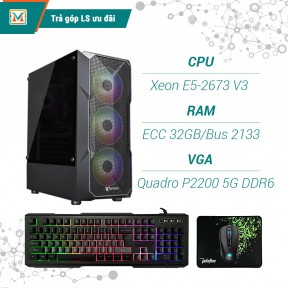 Trả góp LS ưu đãi
CPU
Xeon E5-2673 V3
RAM
ECC 32GB/Bus 2133
VGA
Quadro P2200 5G DDR6